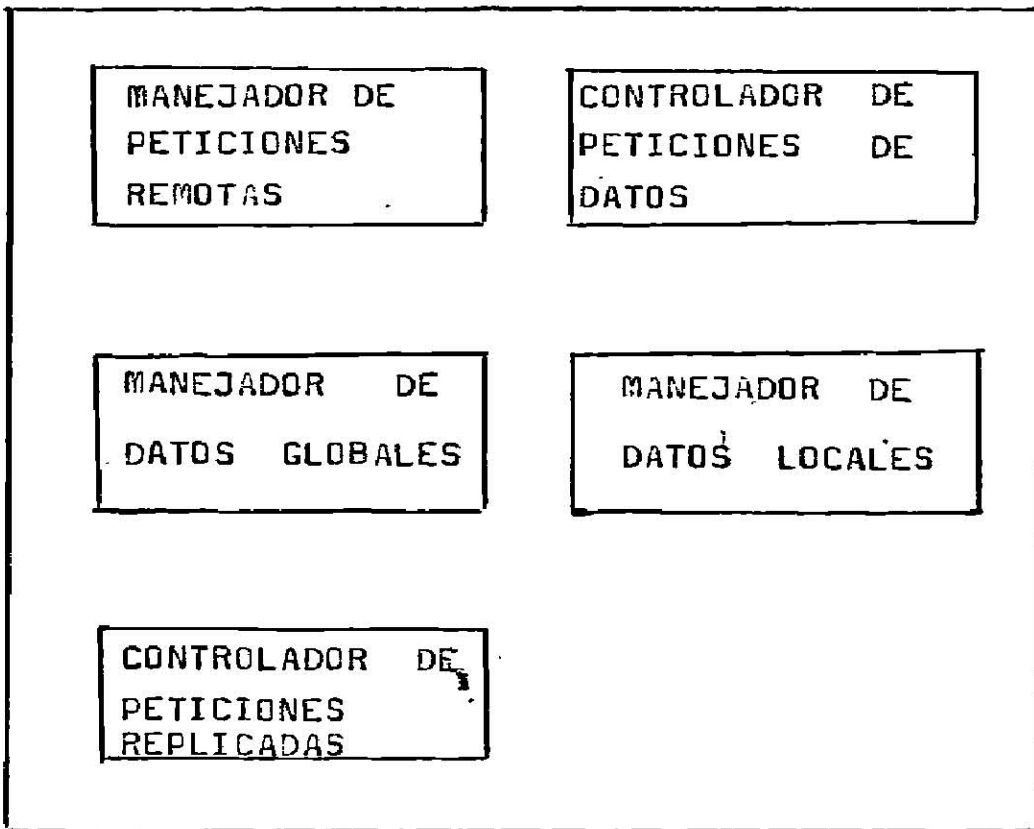 MANEJADOR DE
PETICIONES
REMOTAS
CONTROLADOR DE
PETICIONES DE
DATOS
MANEJADOR DE
DATOS GLOBALES
MANEJADOR DE
DATOS LOCALES
CONTROLADOR DE
PETICIONES
REPLICADAS